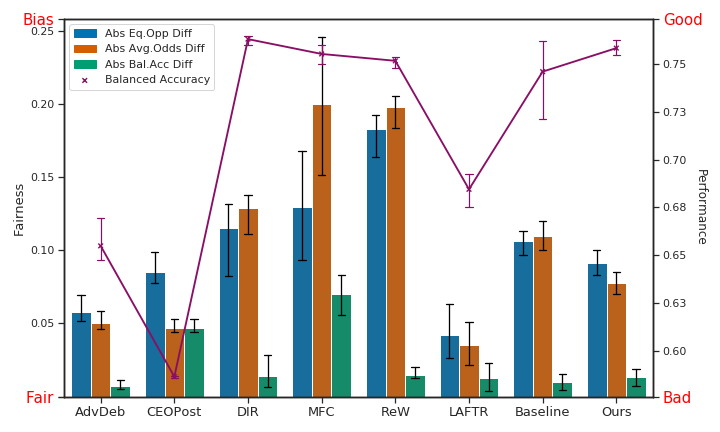 Bias
Good
Abs Eq.Opp Diff
Abs Avg.Odds Diff
Abs Bal.Acc Diff
Balanced Accuracy
0.25
0.20
0.15
0.10
0.05
Fairness
0.75
0.73
0.70
0.68
0.65
0.63
0.60
Performance
Fair
Bad
AdvDeb CEOPost DIR MFC ReW LAFTR Baseline Ours